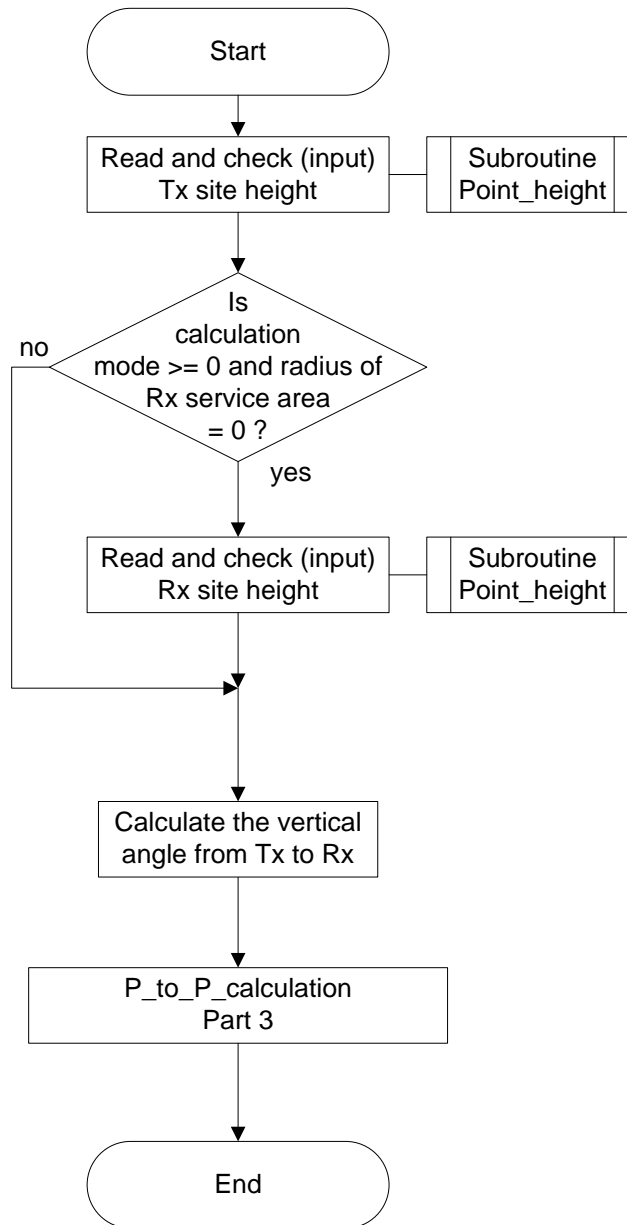 Start
Read and check (input)
Tx site height
Subroutine
Point_height
Is
calculation
mode >= 0 and radius of
Rx service area
= 0 ?
no
yes
Read and check (input)
Rx site height
Subroutine
Point_height
Calculate the vertical
angle from Tx to Rx
P_to_P_calculation
Part 3
End